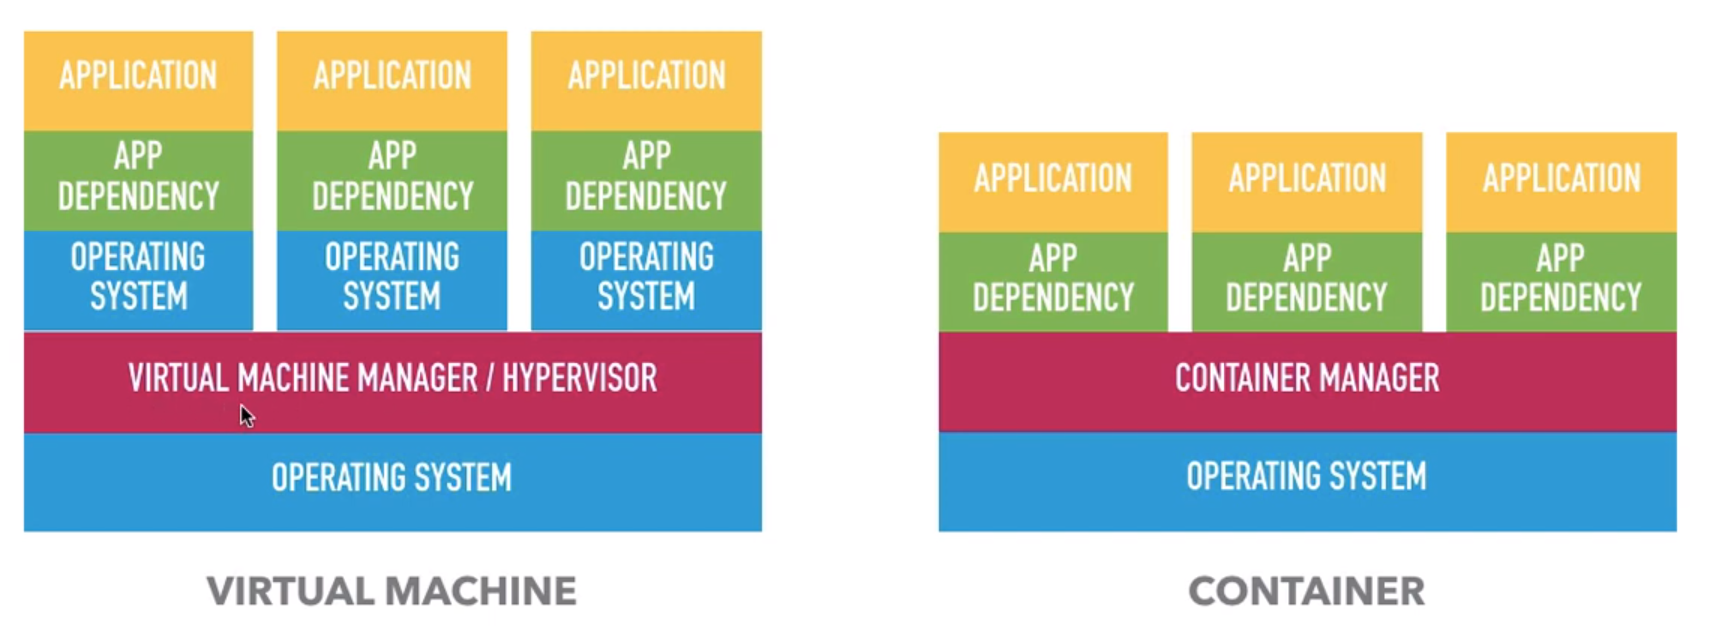 APPLICATION
APPLICATION
APPLICATION
APP
DEPENDENCY
APP
DEPENDENCY
APP
DEPENDENCY
OPERATING
SYSTEM
OPERATING
SYSTEM
OPERATING
SYSTEM
VIRTUAL MACHINE MANAGER / HYPERVISOR
OPERATING SYSTEM
VIRTUAL MACHINE
APPLICATION
APPLICATION
APPLICATION
APP
DEPENDENCY
APP
DEPENDENCY
APP
DEPENDENCY
CONTAINER MANAGER
OPERATING SYSTEM
CONTAINER